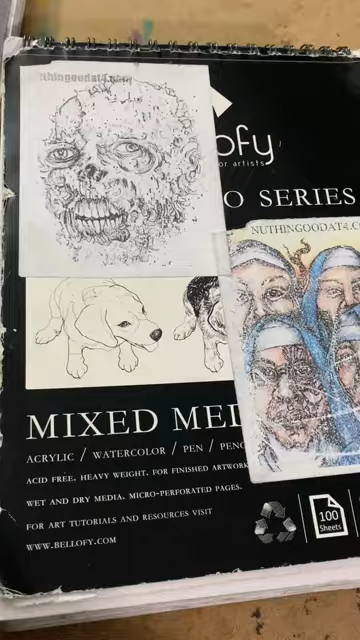 nuthingoodat4.com
ofy
or artists
O SERIES
NUTHINGOODAT4.C
MIXED MED
ACRYLIC / WATERCOLOR / PEN / PENC
ACID FREE. HEAVY WEIGHT. FOR FINISHED ARTWORK
WET AND DRY MEDIA. MICRO-PERFORATED PAGES.
FOR ART TUTORIALS AND RESOURCES VISIT
WWW.BELLOFY.COM
100
Sheets